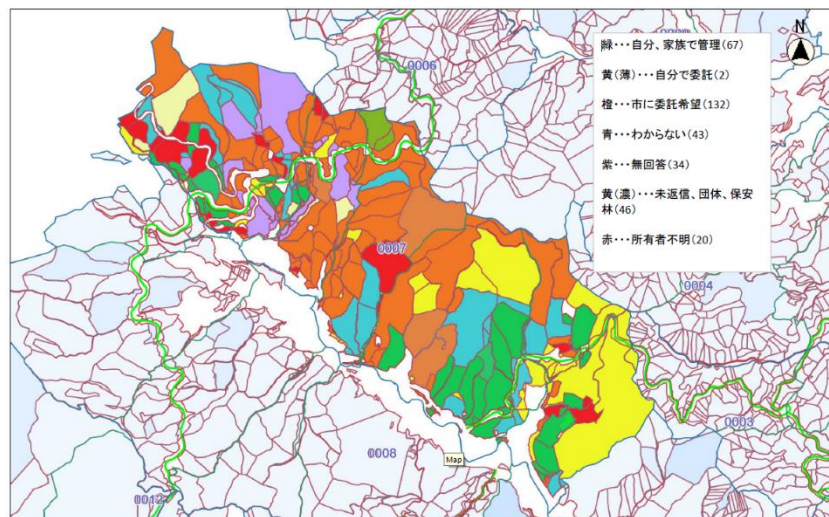 N
緑･･･自分、家族で管理(67)
黄(薄)･･･自分で委託(2)
橙･･･市に委託希望(132)
青･･･わからない(43)
紫･･･無回答(34)
黄(濃)･･･未返信、団体、保安
林(46)
赤･･･所有者不明(20)
0006
0007
0004
0003
0008
Map
0012